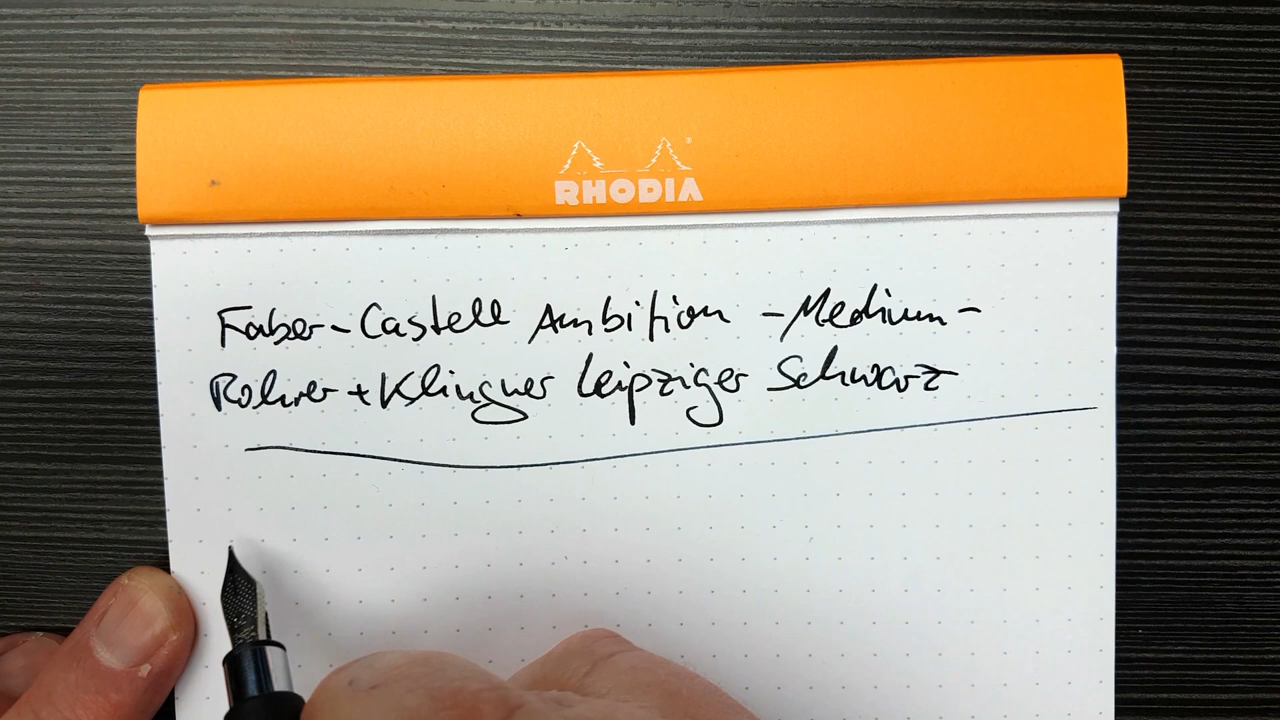 RHODIA
Faber-Castell Ambition - Medium -
Rohrer + Klingner Leipziger Schwarz